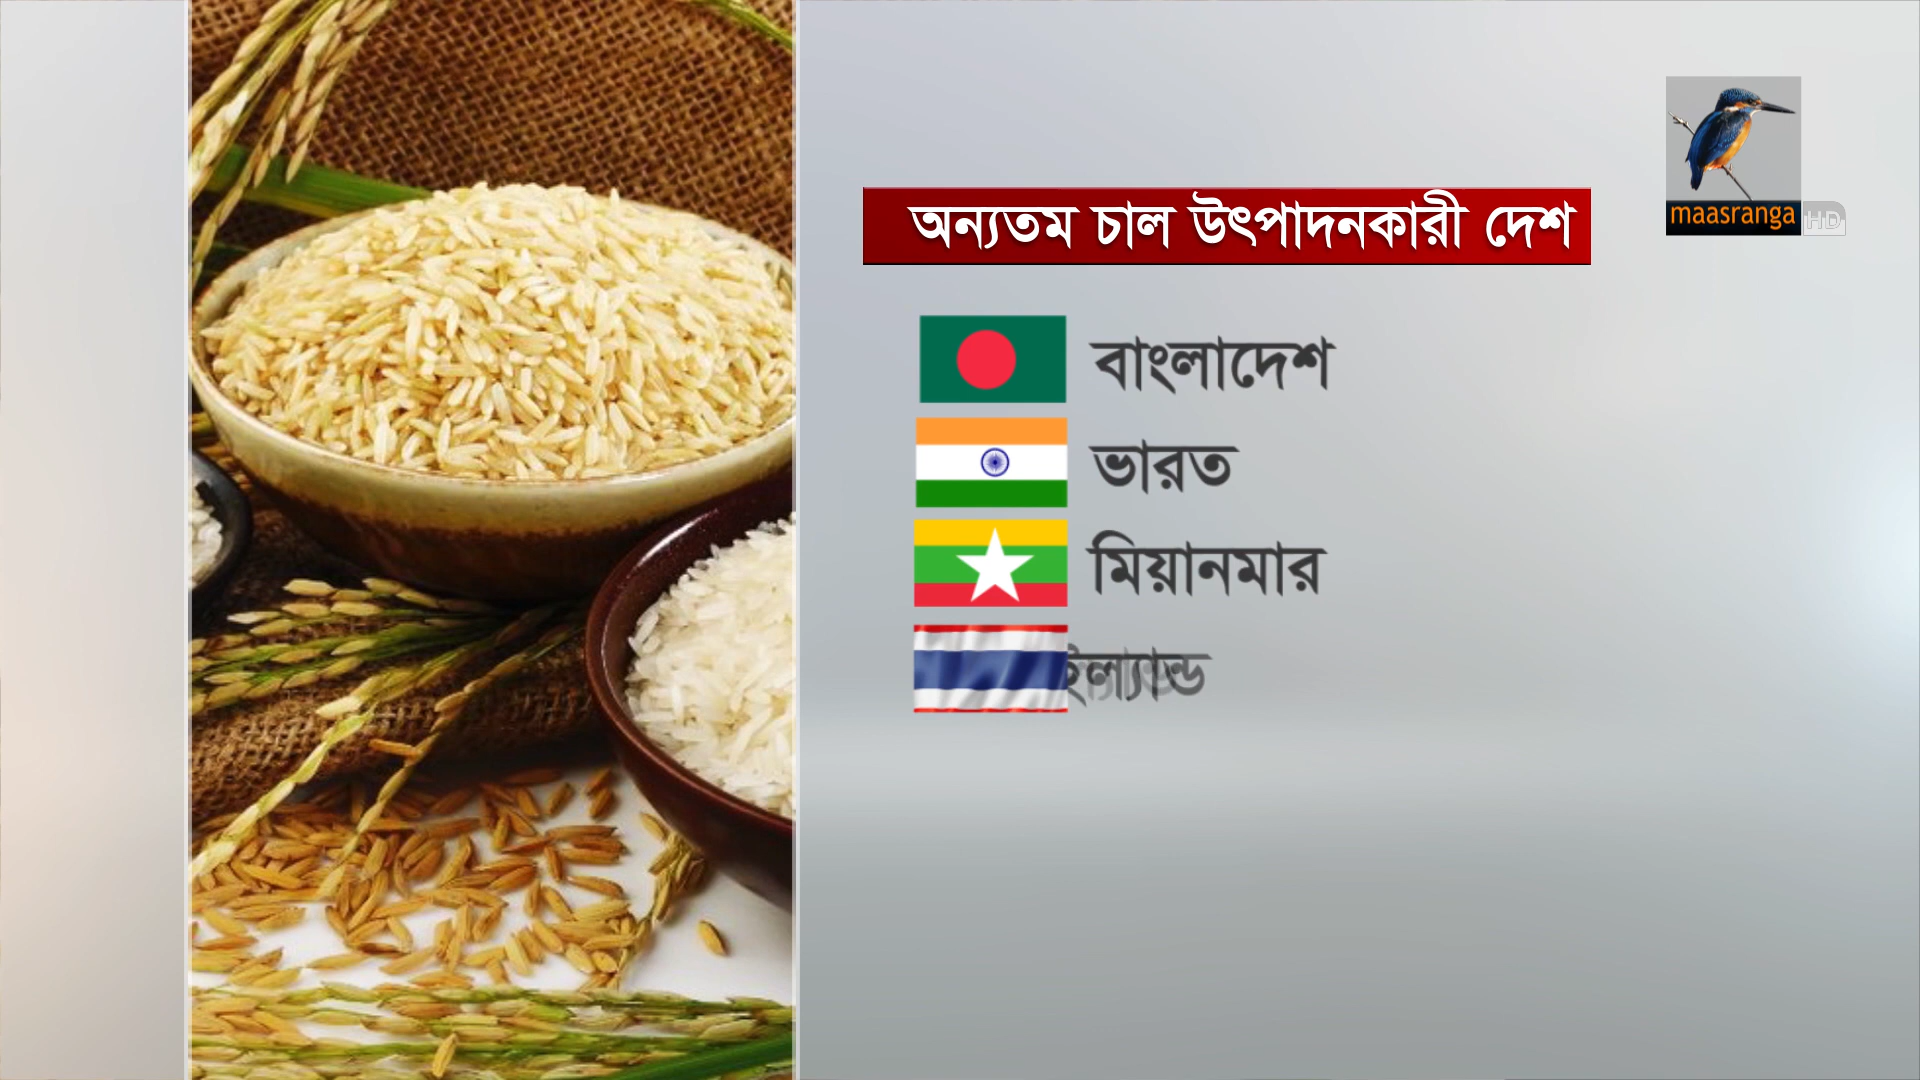 অন্যতম চাল উৎপাদনকারী দেশ
maasranga HD
বাংলাদেশ
ভারত
মিয়ানমার